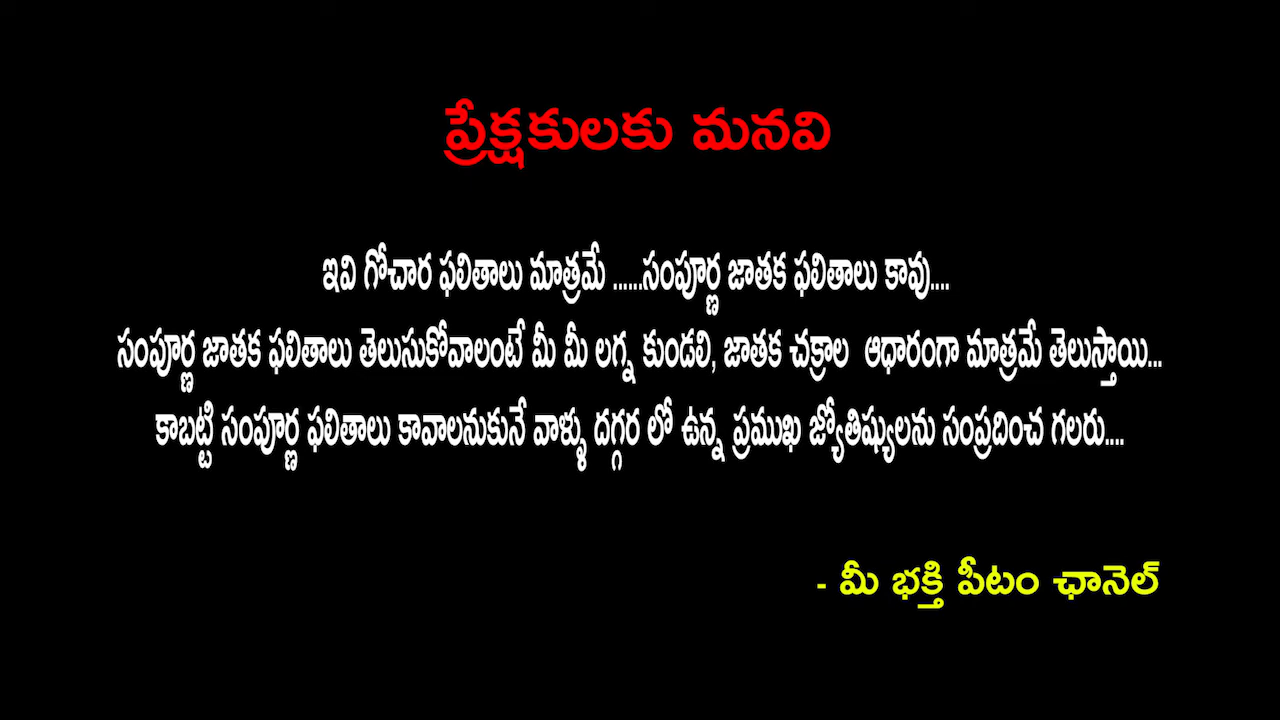 ప్రేక్షకులకు మనవి
ఇవి గోచార ఫలితాలు మాత్రమే ......సంపూర్ణ జాతక ఫలితాలు కావు....
సంపూర్ణ జాతక ఫలితాలు తెలుసుకోవాలంటే మీ మీ లగ్న కుండలి, జాతక చక్రాల ఆధారంగా మాత్రమే తెలుస్తాయి...
కాబట్టి సంపూర్ణ ఫలితాలు కావాలనుకునే వాళ్ళు దగ్గర లో ఉన్న ప్రముఖ జ్యోతిష్యులను సంప్రదించ గలరు....
- మీ భక్తి పీటం ఛానెల్